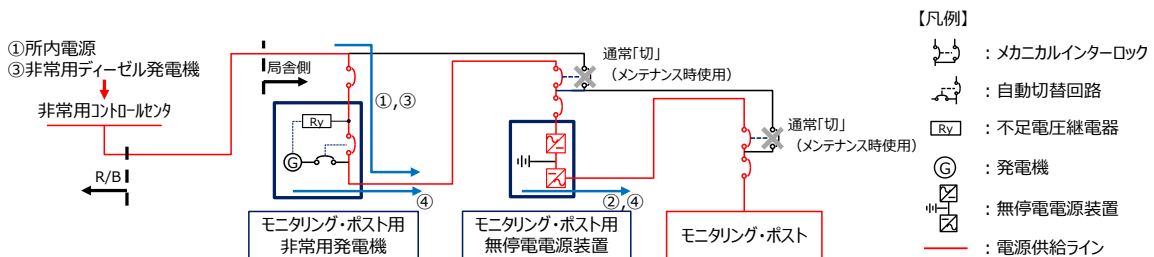 ①所内電源
③非常用ディーゼル発電機
非常用コントロールセンタ
R/B
局舎側
①,③
Ry
G
④
モニタリング・ポスト用
非常用発電機
通常「切」
（メンテナンス時使用）
②,④
モニタリング・ポスト用
無停電電源装置
通常「切」
（メンテナンス時使用）
モニタリング・ポスト
【凡例】
：メカニカルインターロック
：自動切替回路
Ry ：不足電圧継電器
G ：発電機
：無停電電源装置
：電源供給ライン